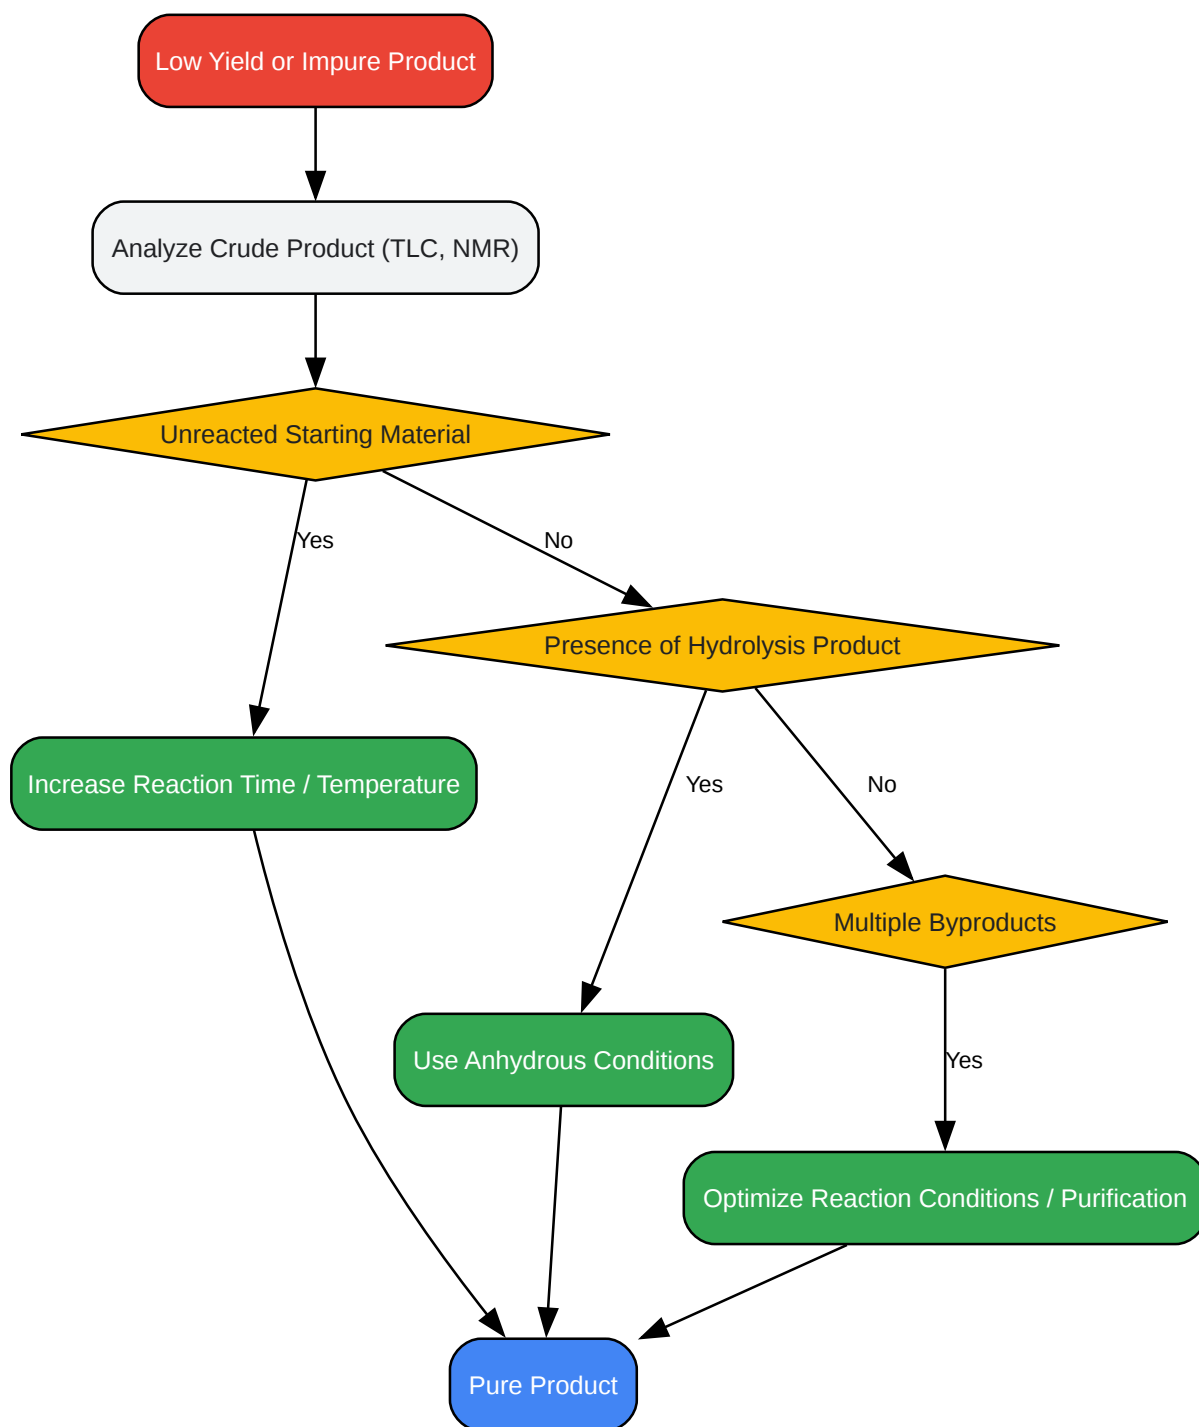 Low Yield or Impure Product
Analyze Crude Product (TLC, NMR)
Unreacted Starting Material
Yes
No
Presence of Hydrolysis Product
Increase Reaction Time / Temperature
Yes
No
Multiple Byproducts
Use Anhydrous Conditions
Yes
Optimize Reaction Conditions / Purification
Pure Product